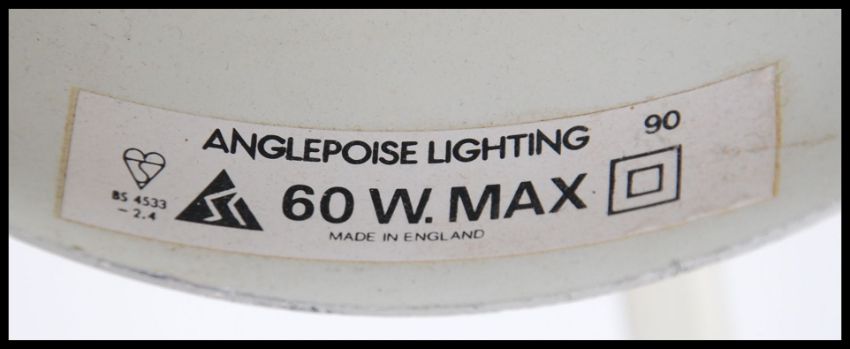 ANGLEPOISE LIGHTING 90
BS 4533
– 2.4
60 W. MAX
MADE IN ENGLAND